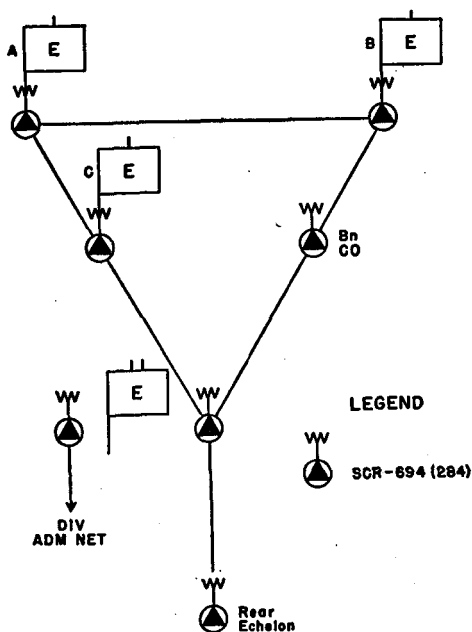 A E
B E
C E
Bn
CO
E
LEGEND
SCR-694 (284)
DIV
ADM NET
Rear
Echelon